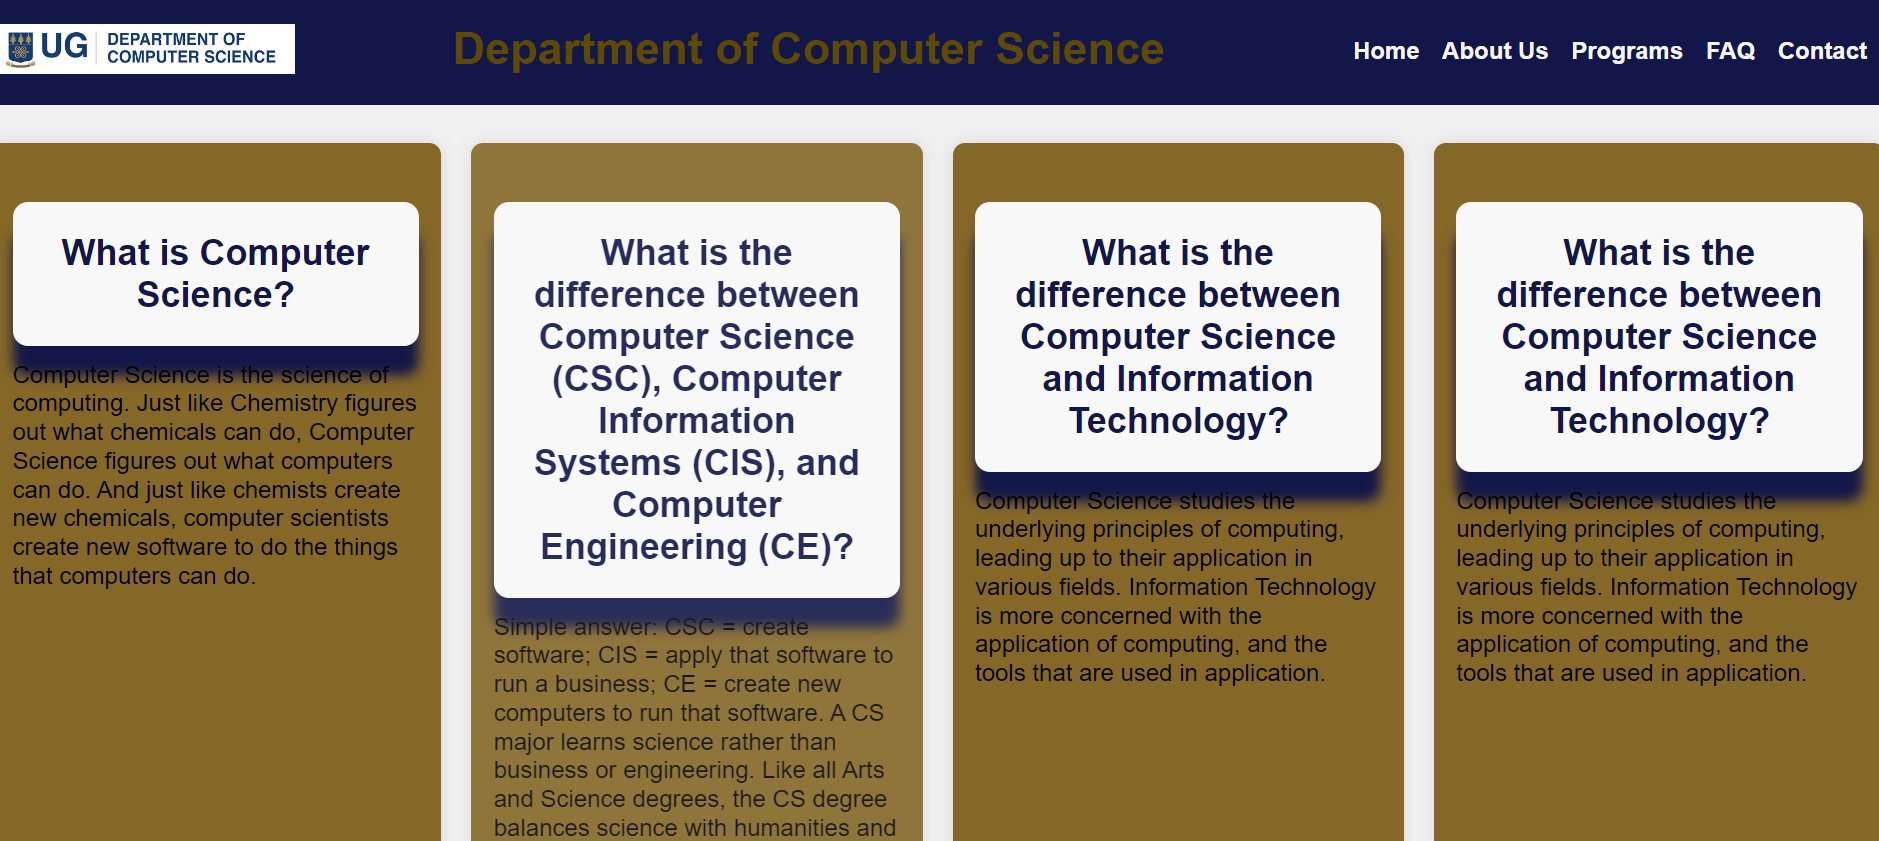 UG
DEPARTMENT OF
COMPUTER SCIENCE
Department of Computer Science
Home About Us Programs FAQ Contact
What is Computer
Science?
Computer Science is the science of
computing. Just like Chemistry figures
out what chemicals can do, Computer
Science figures out what computers
can do. And just like chemists create
new chemicals, computer scientists
create new software to do the things
that computers can do.
What is the
difference between
Computer Science
(CSC), Computer
Information
Systems (CIS), and
Computer
Engineering (CE)?
Simple answer: CSC = create
software; CIS = apply that software to
run a business; CE = create new
computers to run that software. A CS
major learns science rather than
business or engineering. Like all Arts
and Science degrees, the CS degree
balances science with humanities and
What is the
difference between
Computer Science
and Information
Technology?
Computer Science studies the
underlying principles of computing,
leading up to their application in
various fields. Information Technology
is more concerned with the
application of computing, and the
tools that are used in application.
What is the
difference between
Computer Science
and Information
Technology?
Computer Science studies the
underlying principles of computing,
leading up to their application in
various fields. Information Technology
is more concerned with the
application of computing, and the
tools that are used in application.